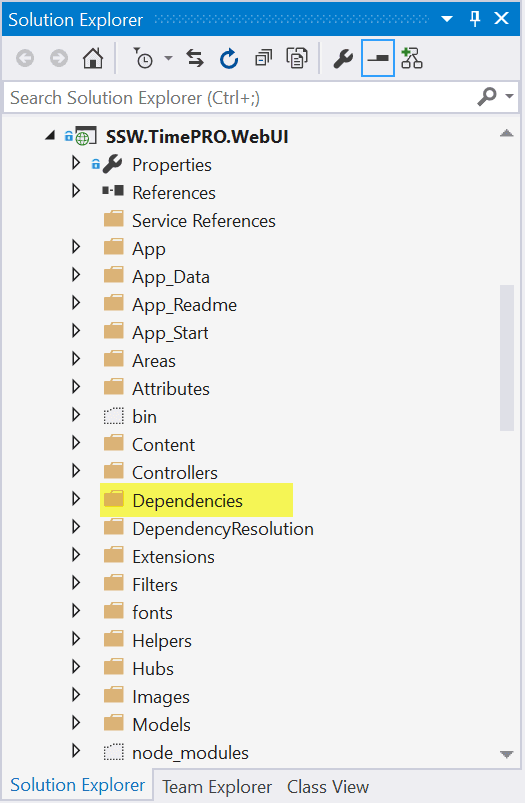 Solution Explorer
Search Solution Explorer (Ctrl+;)
SSW.TimePRO.WebUI
Properties
References
Service References
App
App_Data
App_Readme
App_Start
Areas
Attributes
bin
Content
Controllers
Dependencies
DependencyResolution
Extensions
Filters
fonts
Helpers
Hubs
Images
Models
node_modules
Solution Explorer Team Explorer Class View